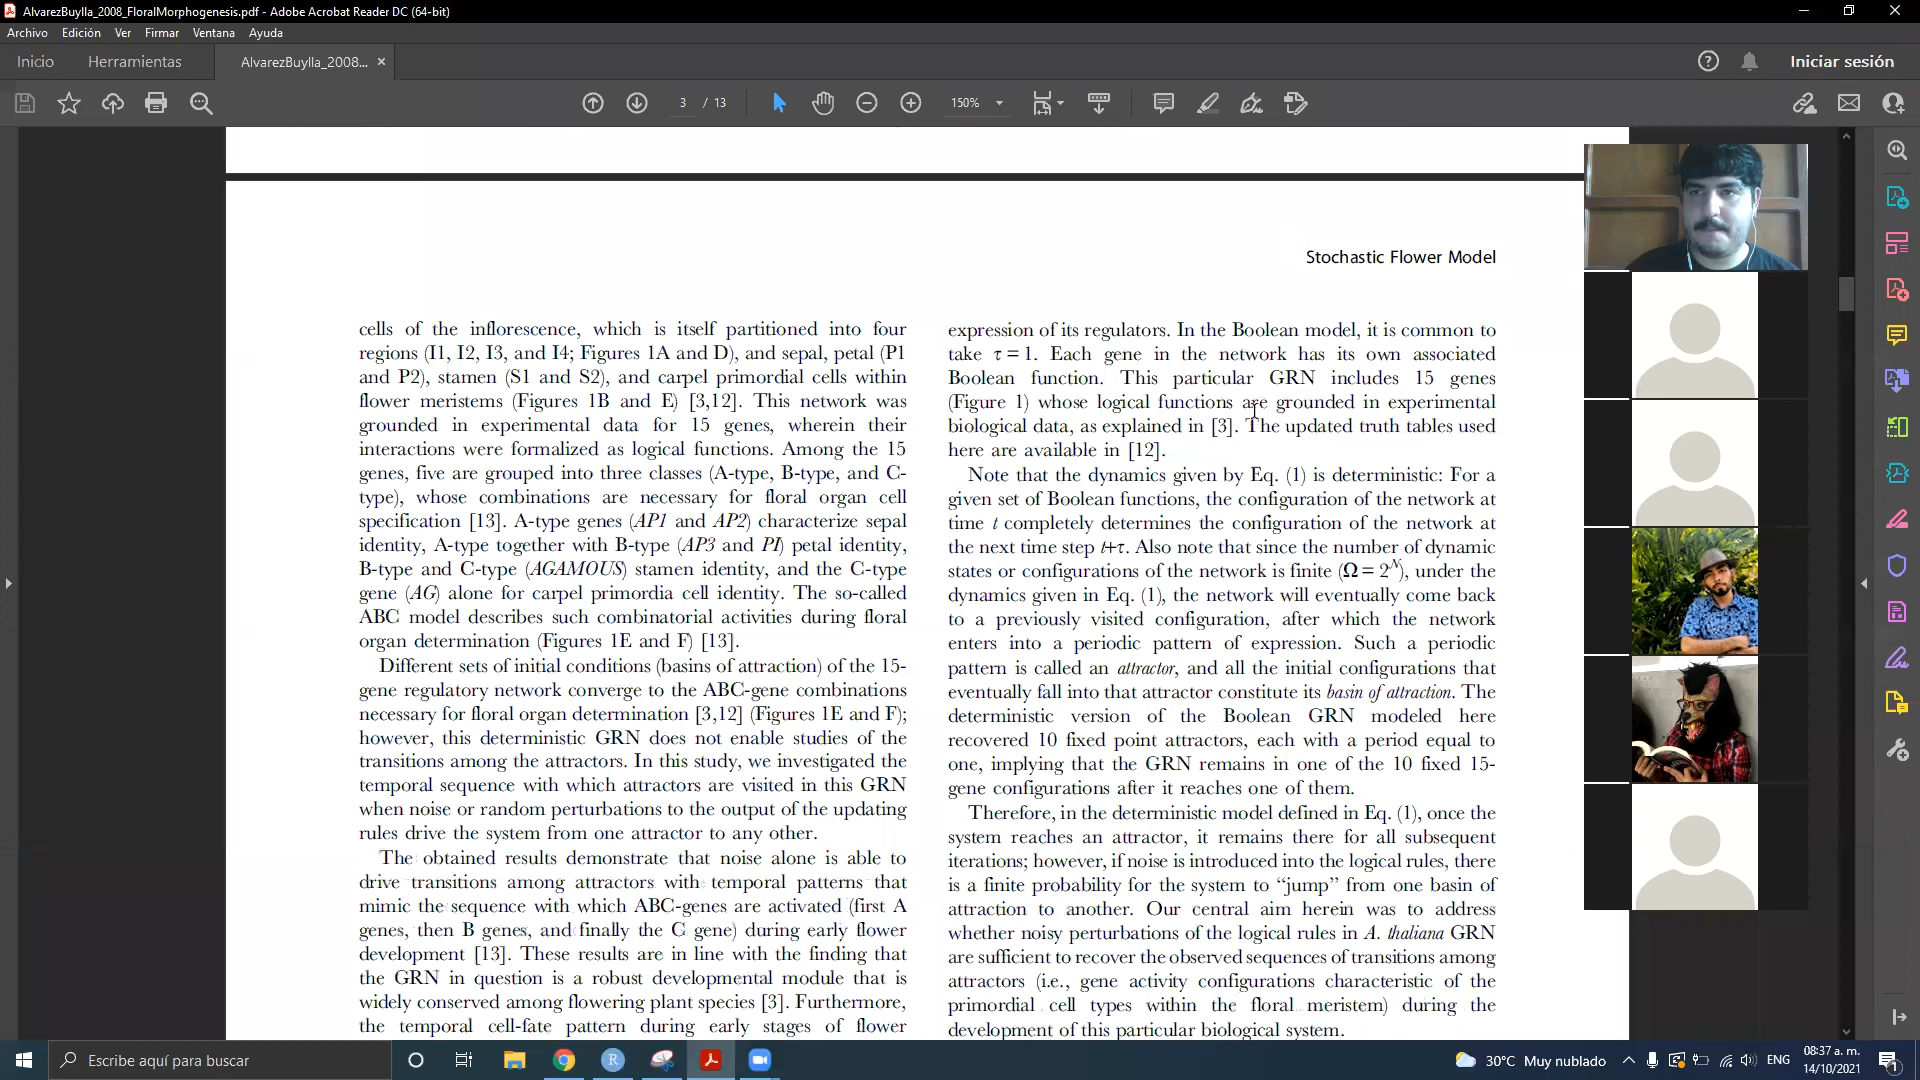 AlvarezBuylla_2008_FloralMorphogenesis.pdf - Adobe Acrobat Reader DC (64-bit)
Archivo Edición Ver Firmar Ventana Ayuda
Inicio Herramientas AlvarezBuylla_2008... × Iniciar sesión
3 / 13 150%
Stochastic Flower Model
cells of the inflorescence, which is itself partitioned into four
regions (I1, I2, I3, and I4; Figures 1A and D), and sepal, petal (P1
and P2), stamen (S1 and S2), and carpel primordial cells within
flower meristems (Figures 1B and E) [3,12]. This network was
grounded in experimental data for 15 genes, wherein their
interactions were formalized as logical functions. Among the 15
genes, five are grouped into three classes (A-type, B-type, and C-
type), whose combinations are necessary for floral organ cell
specification [13]. A-type genes (AP1 and AP2) characterize sepal
identity, A-type together with B-type (AP3 and PI) petal identity,
B-type and C-type (AGAMOUS) stamen identity, and the C-type
gene (AG) alone for carpel primordia cell identity. The so-called
ABC model describes such combinatorial activities during floral
organ determination (Figures 1E and F) [13].
Different sets of initial conditions (basins of attraction) of the 15-
gene regulatory network converge to the ABC-gene combinations
necessary for floral organ determination [3,12] (Figures 1E and F);
however, this deterministic GRN does not enable studies of the
transitions among the attractors. In this study, we investigated the
temporal sequence with which attractors are visited in this GRN
when noise or random perturbations to the output of the updating
rules drive the system from one attractor to any other.
The obtained results demonstrate that noise alone is able to
drive transitions among attractors with temporal patterns that
mimic the sequence with which ABC-genes are activated (first A
genes, then B genes, and finally the C gene) during early flower
development [13]. These results are in line with the finding that
the GRN in question is a robust developmental module that is
widely conserved among flowering plant species [3]. Furthermore,
the temporal cell-fate pattern during early stages of flower
expression of its regulators. In the Boolean model, it is common to
take τ = 1. Each gene in the network has its own associated
Boolean function. This particular GRN includes 15 genes
(Figure 1) whose logical functions are grounded in experimental
biological data, as explained in [3]. The updated truth tables used
here are available in [12].
Note that the dynamics given by Eq. (1) is deterministic: For a
given set of Boolean functions, the configuration of the network at
time t completely determines the configuration of the network at
the next time step t+τ. Also note that since the number of dynamic
states or configurations of the network is finite (Ω = 2ᴺ), under the
dynamics given in Eq. (1), the network will eventually come back
to a previously visited configuration, after which the network
enters into a periodic pattern of expression. Such a periodic
pattern is called an attractor, and all the initial configurations that
eventually fall into that attractor constitute its basin of attraction. The
deterministic version of the Boolean GRN modeled here
recovered 10 fixed point attractors, each with a period equal to
one, implying that the GRN remains in one of the 10 fixed 15-
gene configurations after it reaches one of them.
Therefore, in the deterministic model defined in Eq. (1), once the
system reaches an attractor, it remains there for all subsequent
iterations; however, if noise is introduced into the logical rules, there
is a finite probability for the system to “jump” from one basin of
attraction to another. Our central aim herein was to address
whether noisy perturbations of the logical rules in A. thaliana GRN
are sufficient to recover the observed sequences of transitions among
attractors (i.e., gene activity configurations characteristic of the
primordial cell types within the floral meristem) during the
development of this particular biological system.
Escribe aquí para buscar
30°C Muy nublado ENG 08:37 a. m.
14/10/2021